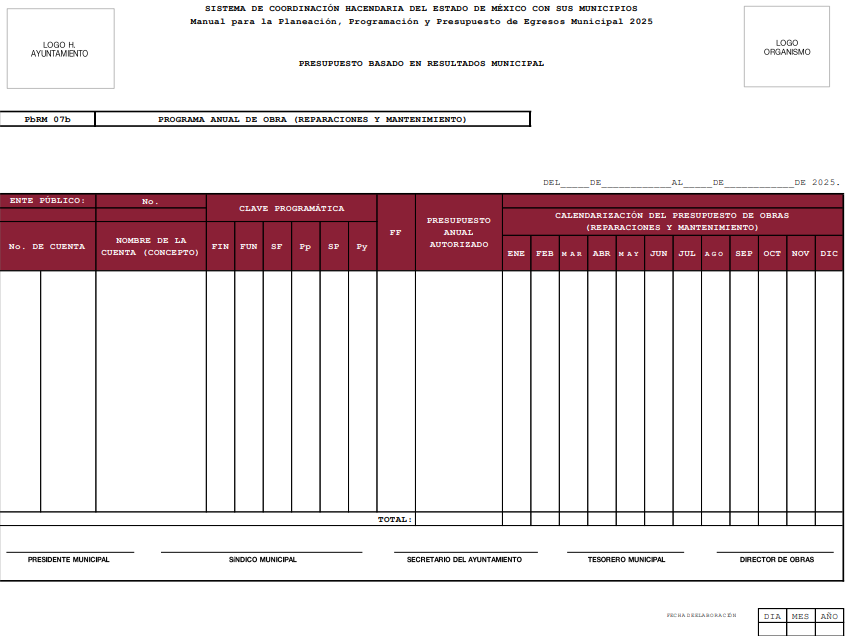 SISTEMA DE COORDINACIÓN HACENDARIA DEL ESTADO DE MÉXICO CON SUS MUNICIPIOS
Manual para la Planeación, Programación y Presupuesto de Egresos Municipal 2025
LOGO H.
AYUNTAMIENTO
LOGO
ORGANISMO
PRESUPUESTO BASADO EN RESULTADOS MUNICIPAL
PbRM 07b PROGRAMA ANUAL DE OBRA (REPARACIONES Y MANTENIMIENTO)
DEL_____DE____________AL_____DE____________DE 2025.
ENTE PÚBLICO: No.
CLAVE PROGRAMÁTICA
FF
PRESUPUESTO
ANUAL
AUTORIZADO
CALENDARIZACIÓN DEL PRESUPUESTO DE OBRAS
(REPARACIONES Y MANTENIMIENTO)
No. DE CUENTA
NOMBRE DE LA
CUENTA (CONCEPTO)
FIN FUN SF Pp SP Py
ENE FEB MAR ABR MAY JUN JUL AGO SEP OCT NOV DIC
TOTAL:
PRESIDENTE MUNICIPAL SíNDICO MUNICIPAL SECRETARIO DEL AYUNTAMIENTO TESORERO MUNICIPAL DIRECTOR DE OBRAS
FECHA DE ELABORACIÓN DIA MES AÑO